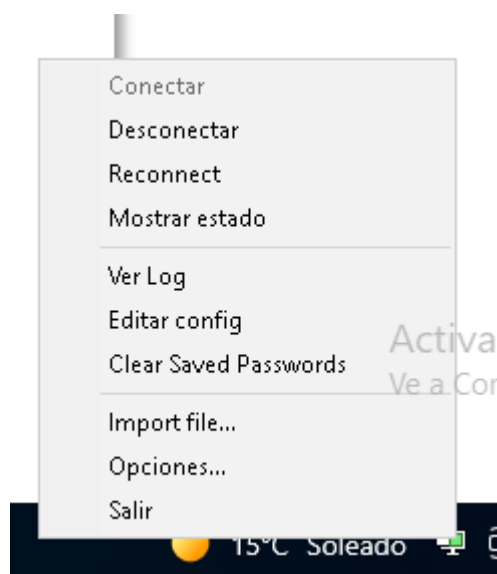 Conectar
Desconectar
Reconnect
Mostrar estado
Ver Log
Editar config
Clear Saved Passwords
Activa
Ve a Cor
Import file...
Opciones...
Salir
15°C Soleado